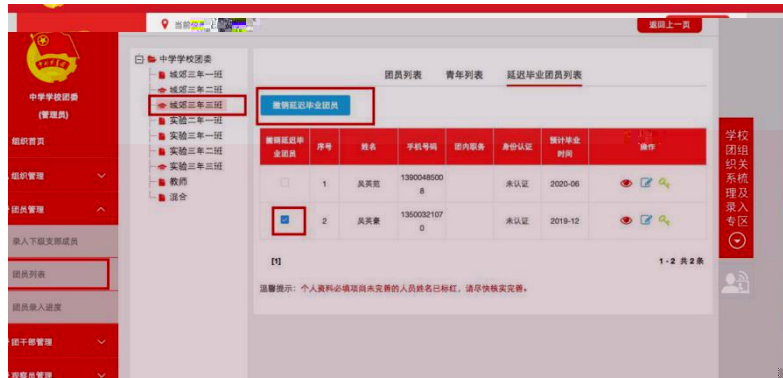 当前
返回上一页
中学学校团委
(管理员)
组织首页
组织管理
团员管理
录入下级支部成员
团员列表
团员录入进度
团干部管理
观察员管理
中学学校团委
城郊三年一班
城郊三年二班
城郊三年三班
实验二年一班
实验三年一班
实验三年二班
实验三年三班
教师
混合
团员列表 青年列表 延迟毕业团员列表
撤销延迟毕业团员
撤销延迟毕业团员 序号 姓名 手机号码 团内职务 身份认证 预计毕业时间 操作
1 吴英范 13900485008 未认证 2020-06
2 吴英豪 13500321070 未认证 2019-12
[1]
1-2 共2条
温馨提示：个人资料必填项尚未完善的人员姓名已标红，请尽快核实完善。
学校
团组
织关
系统
理及
录入
专区